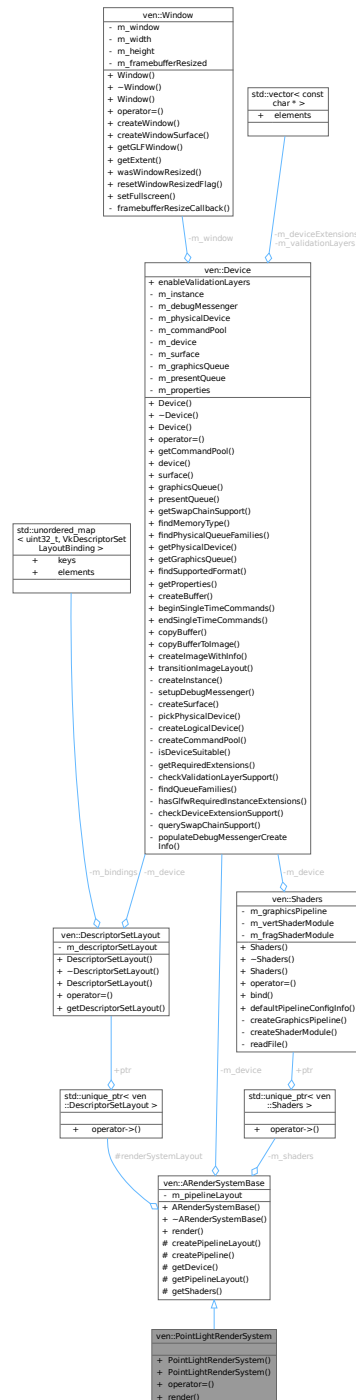 ven::Window
- m_window
- m_width
- m_height
- m_framebufferResized
+ Window()
+ ~Window()
+ Window()
+ operator=()
+ createWindow()
+ createWindowSurface()
+ getGLFWindow()
+ getExtent()
+ wasWindowResized()
+ resetWindowResizedFlag()
+ setFullscreen()
- framebufferResizeCallback()
std::vector< const
char * >
+ elements
-m_window
-m_deviceExtensions
-m_validationLayers
ven::Device
+ enableValidationLayers
- m_instance
- m_debugMessenger
- m_physicalDevice
- m_commandPool
- m_device
- m_surface
- m_graphicsQueue
- m_presentQueue
- m_properties
+ Device()
+ ~Device()
+ Device()
+ operator=()
+ getCommandPool()
+ device()
+ surface()
+ graphicsQueue()
+ presentQueue()
+ getSwapChainSupport()
+ findMemoryType()
+ findPhysicalQueueFamilies()
+ getPhysicalDevice()
+ getGraphicsQueue()
+ findSupportedFormat()
+ getProperties()
+ createBuffer()
+ beginSingleTimeCommands()
+ endSingleTimeCommands()
+ copyBuffer()
+ copyBufferToImage()
+ createImageWithInfo()
+ transitionImageLayout()
- createInstance()
- setupDebugMessenger()
- createSurface()
- pickPhysicalDevice()
- createLogicalDevice()
- createCommandPool()
- isDeviceSuitable()
- getRequiredExtensions()
- checkValidationLayerSupport()
- findQueueFamilies()
- hasGlfwRequiredInstanceExtensions()
- checkDeviceExtensionSupport()
- querySwapChainSupport()
- populateDebugMessengerCreate
Info()
std::unordered_map
< uint32_t, VkDescriptorSet
LayoutBinding >
+ keys
+ elements
-m_bindings
-m_device
-m_device
ven::DescriptorSetLayout
- m_descriptorSetLayout
+ DescriptorSetLayout()
+ ~DescriptorSetLayout()
+ DescriptorSetLayout()
+ operator=()
+ getDescriptorSetLayout()
ven::Shaders
- m_graphicsPipeline
- m_vertShaderModule
- m_fragShaderModule
+ Shaders()
+ ~Shaders()
+ Shaders()
+ operator=()
+ bind()
+ defaultPipelineConfigInfo()
- createGraphicsPipeline()
- createShaderModule()
- readFile()
+ptr
-m_device
+ptr
std::unique_ptr< ven
::DescriptorSetLayout >
+ operator->()
std::unique_ptr< ven
::Shaders >
+ operator->()
#renderSystemLayout
-m_shaders
ven::ARenderSystemBase
- m_pipelineLayout
+ ARenderSystemBase()
+ ~ARenderSystemBase()
+ render()
# createPipelineLayout()
# createPipeline()
# getDevice()
# getPipelineLayout()
# getShaders()
ven::PointLightRenderSystem
+ PointLightRenderSystem()
+ PointLightRenderSystem()
+ operator=()
+ render()